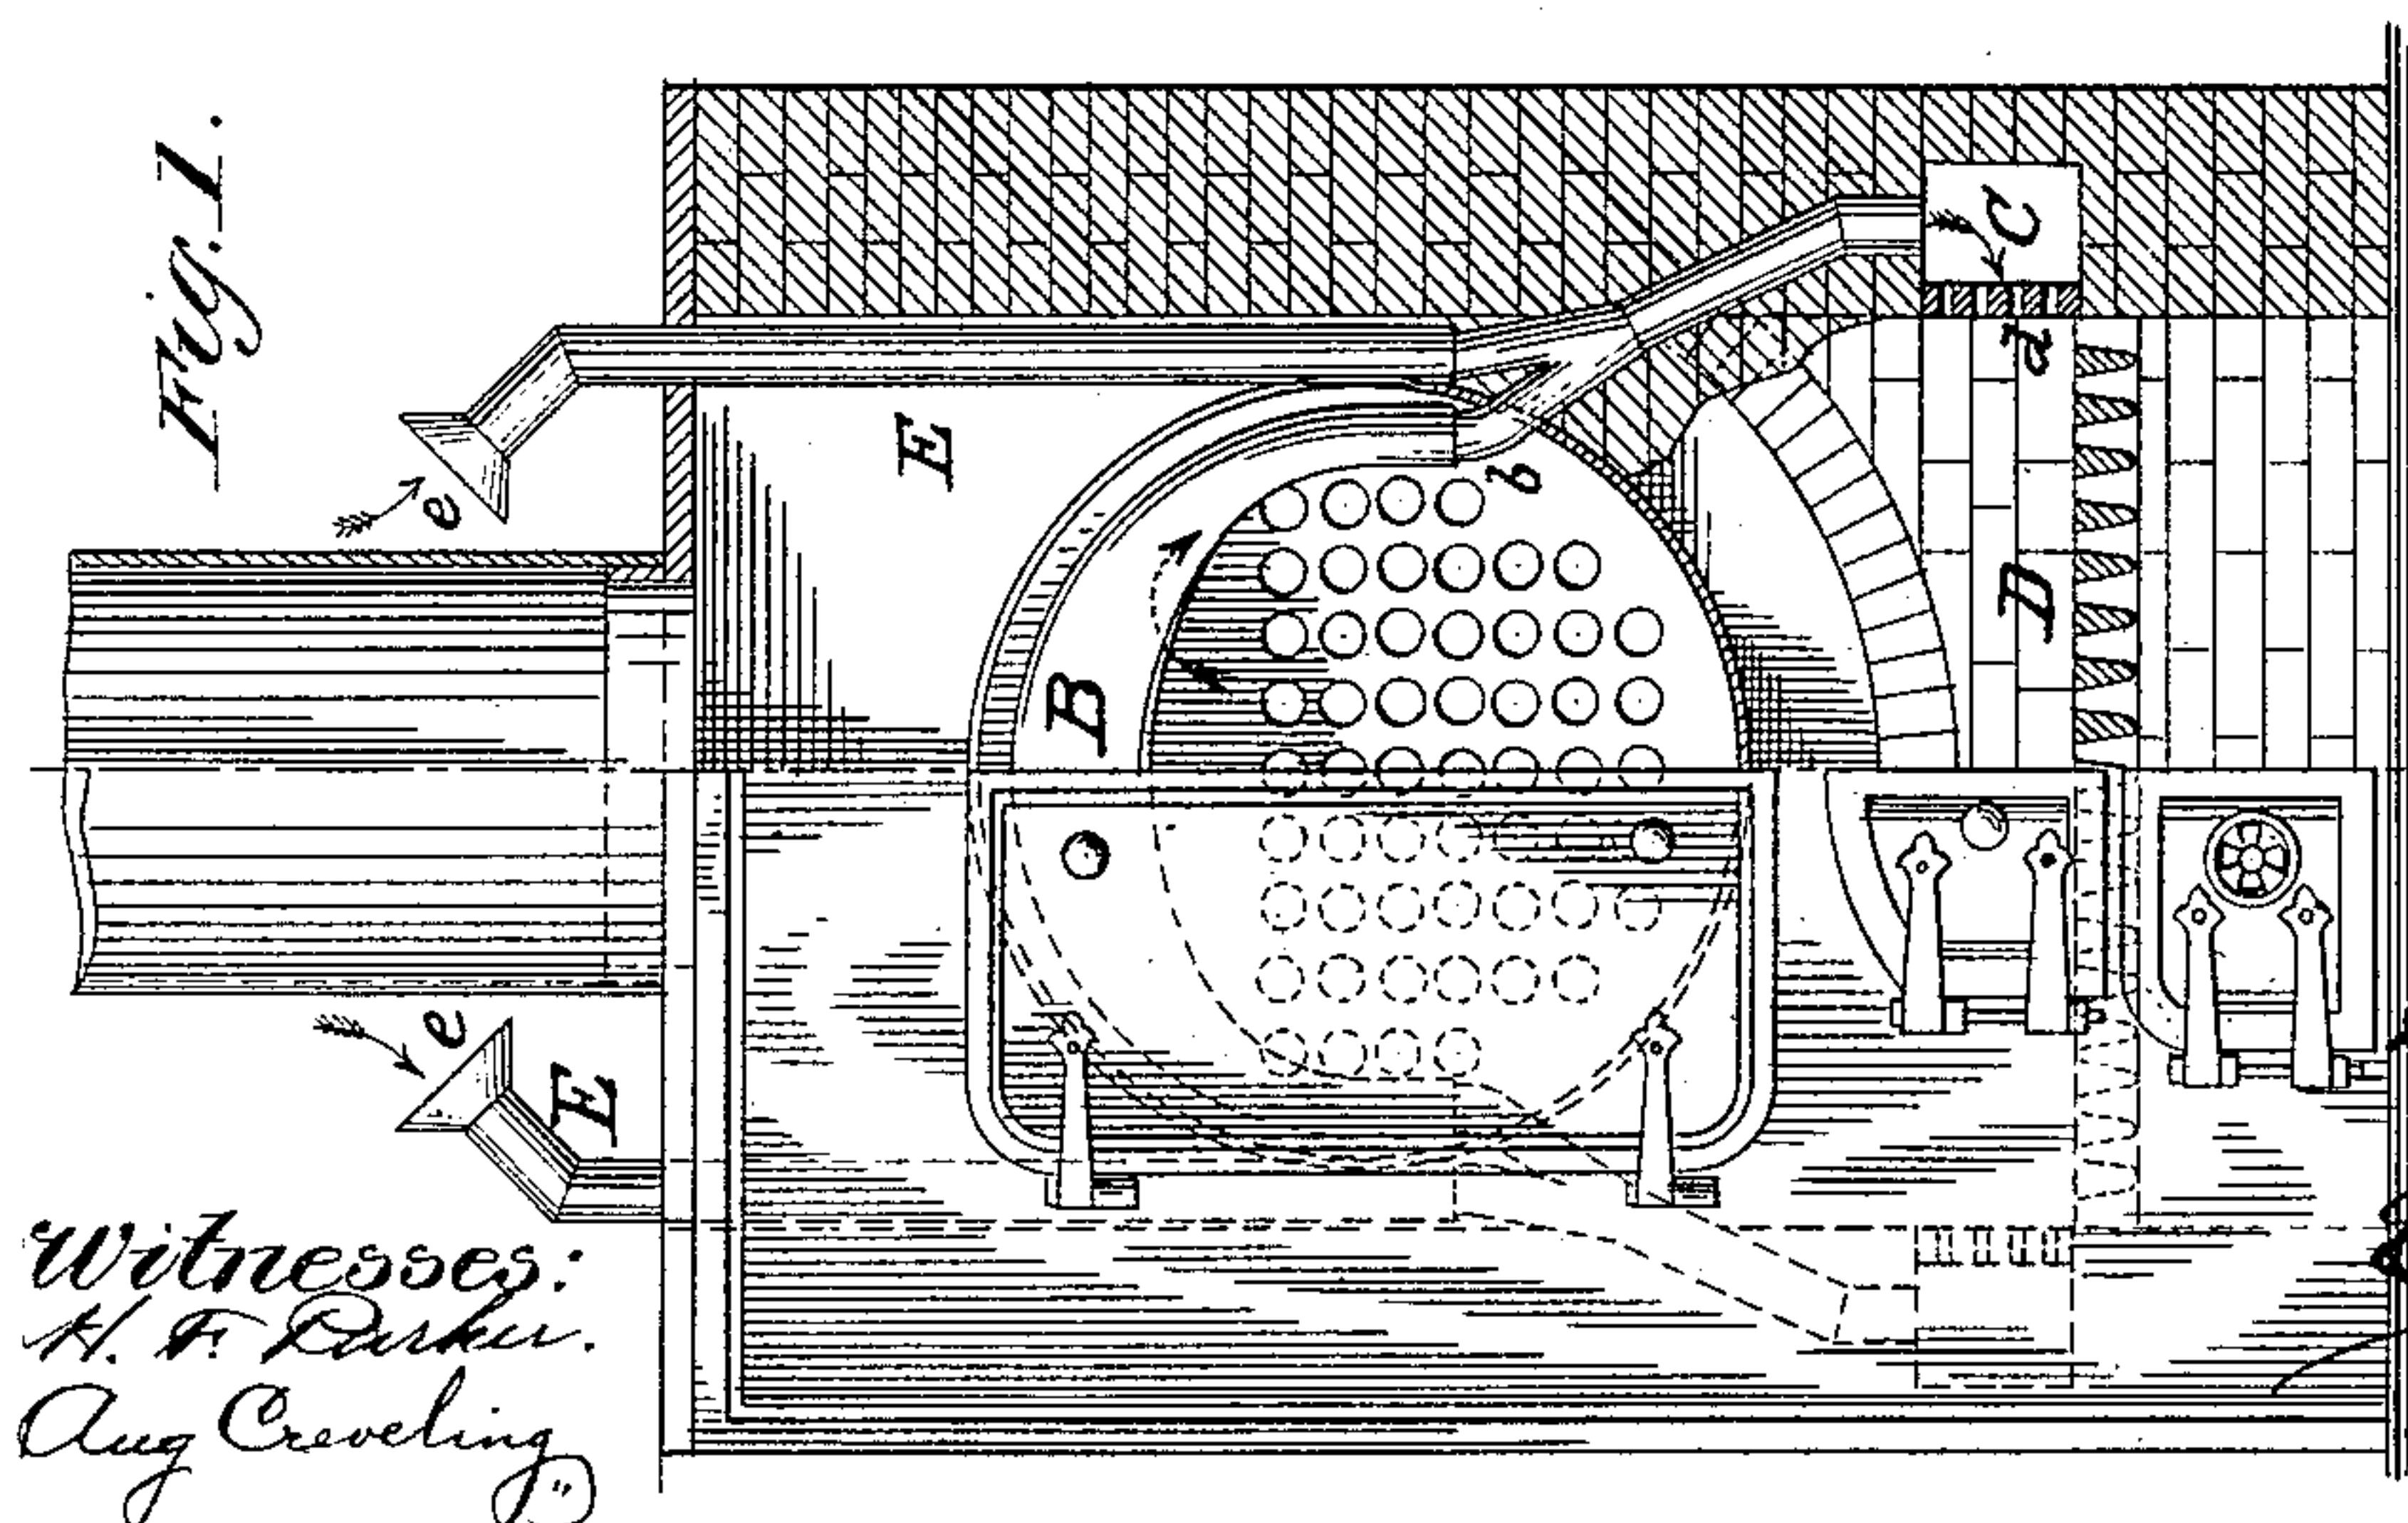 Fig. 1.
E
e
B
b
C
d
D
e
E
Witnesses:
H. F. Parker.
Aug Creveling